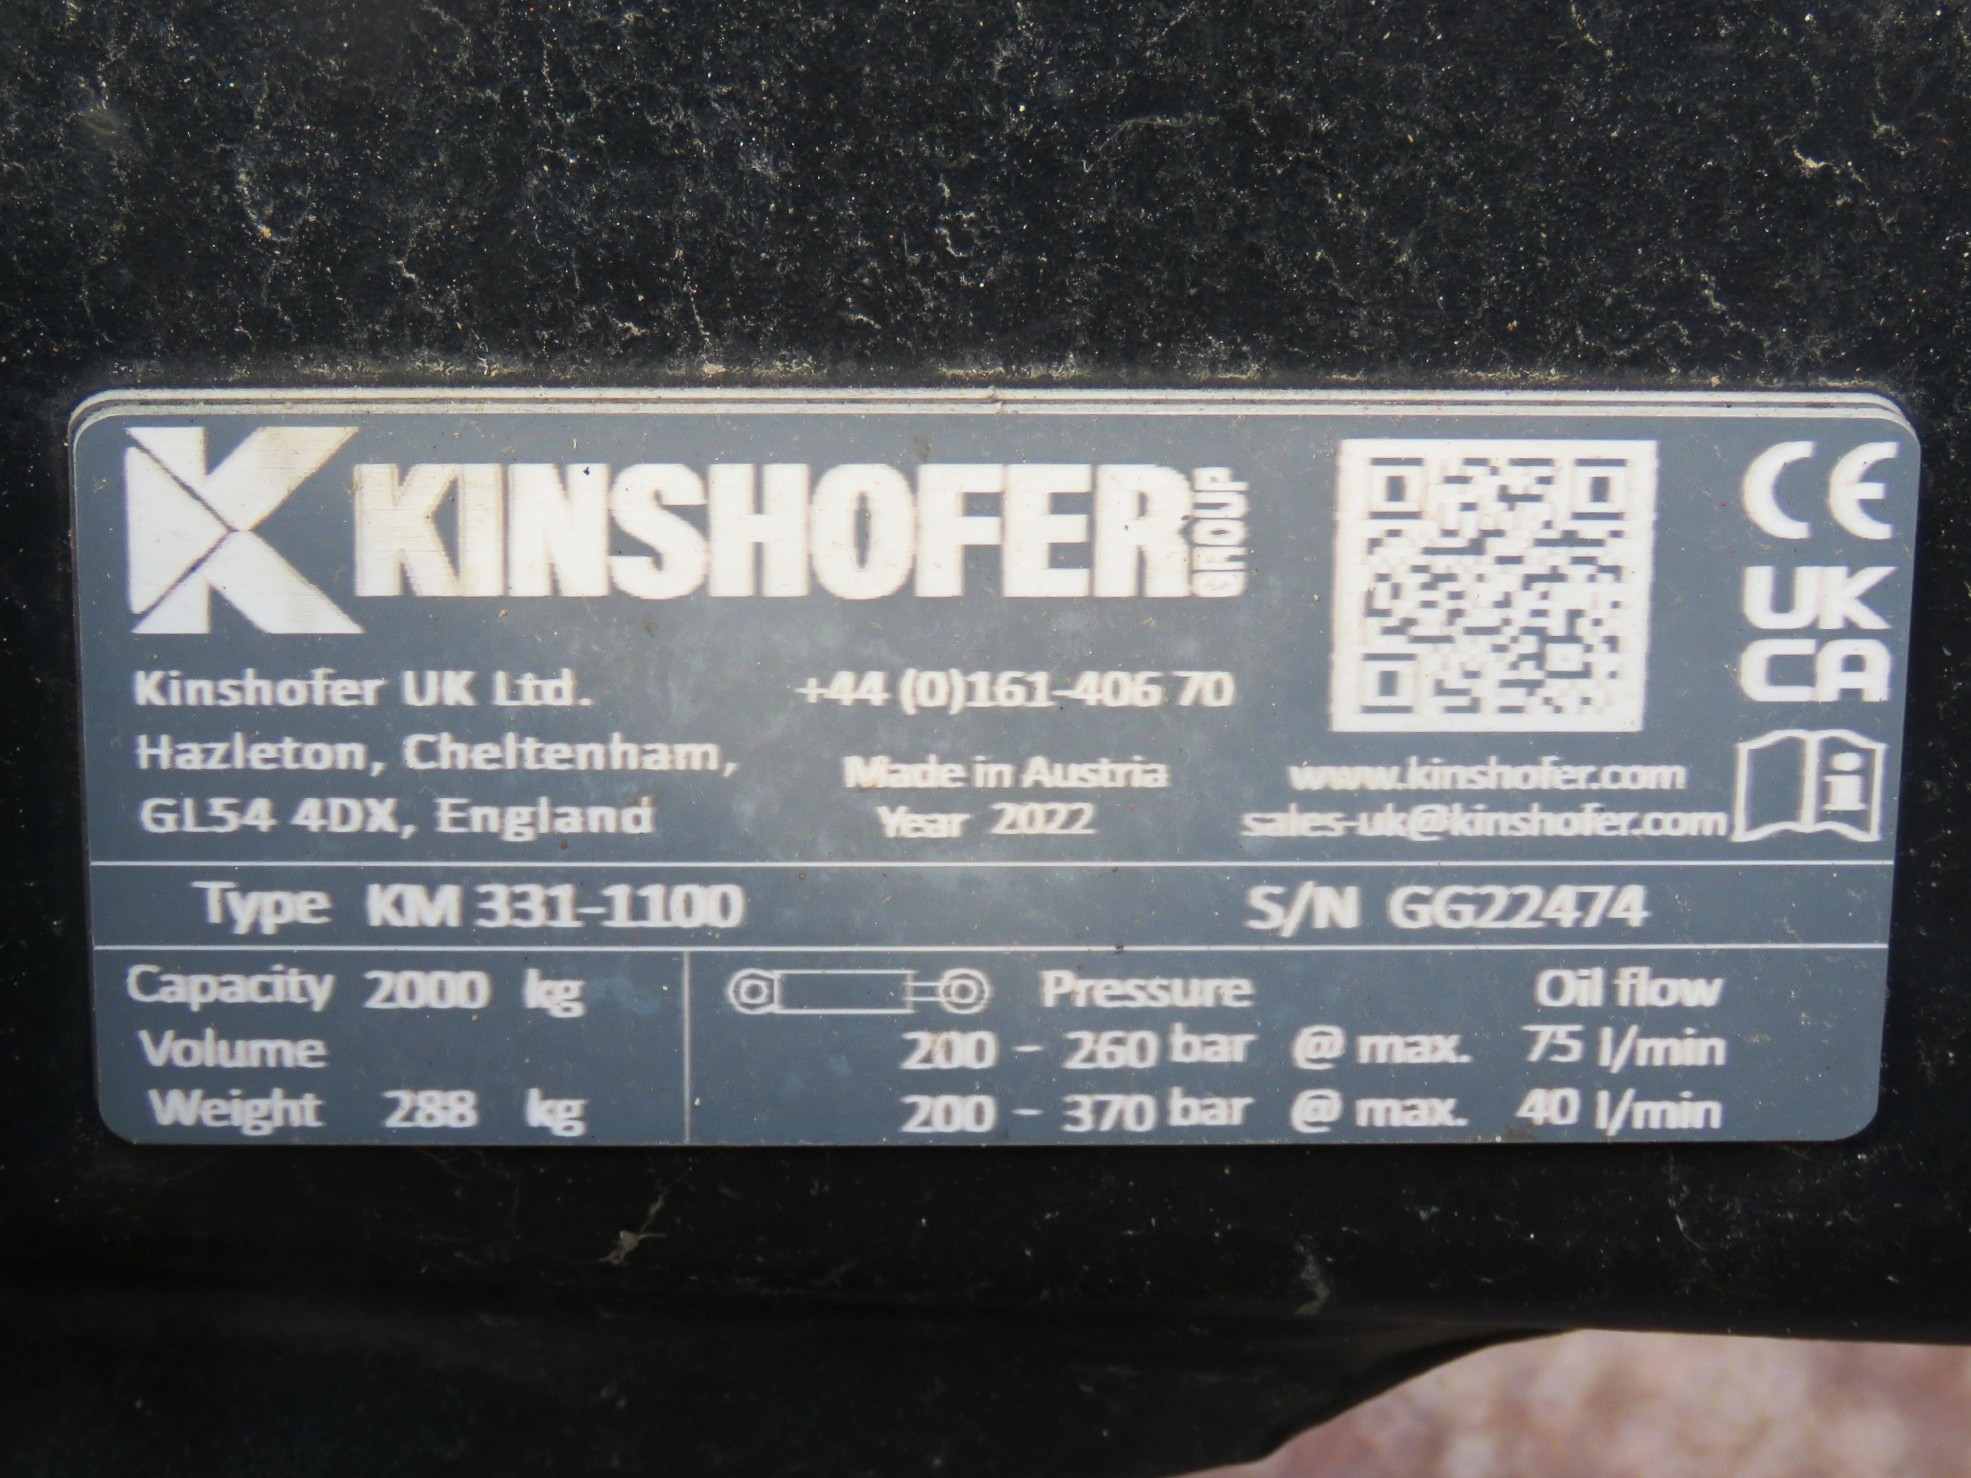 KINSHOFER GROUP
CE
UK
CA
Kinshofer UK Ltd. +44 (0)161-406 70
Hazleton, Cheltenham,
GL54 4DX, England
Made in Austria
Year 2022
www.kinshofer.com
sales-uk@kinshofer.com
i
Type KM 331-1100 S/N GG22474
Capacity 2000 kg Pressure Oil flow
Volume 200 - 260 bar @ max. 75 l/min
Weight 288 kg 200 - 370 bar @ max. 40 l/min